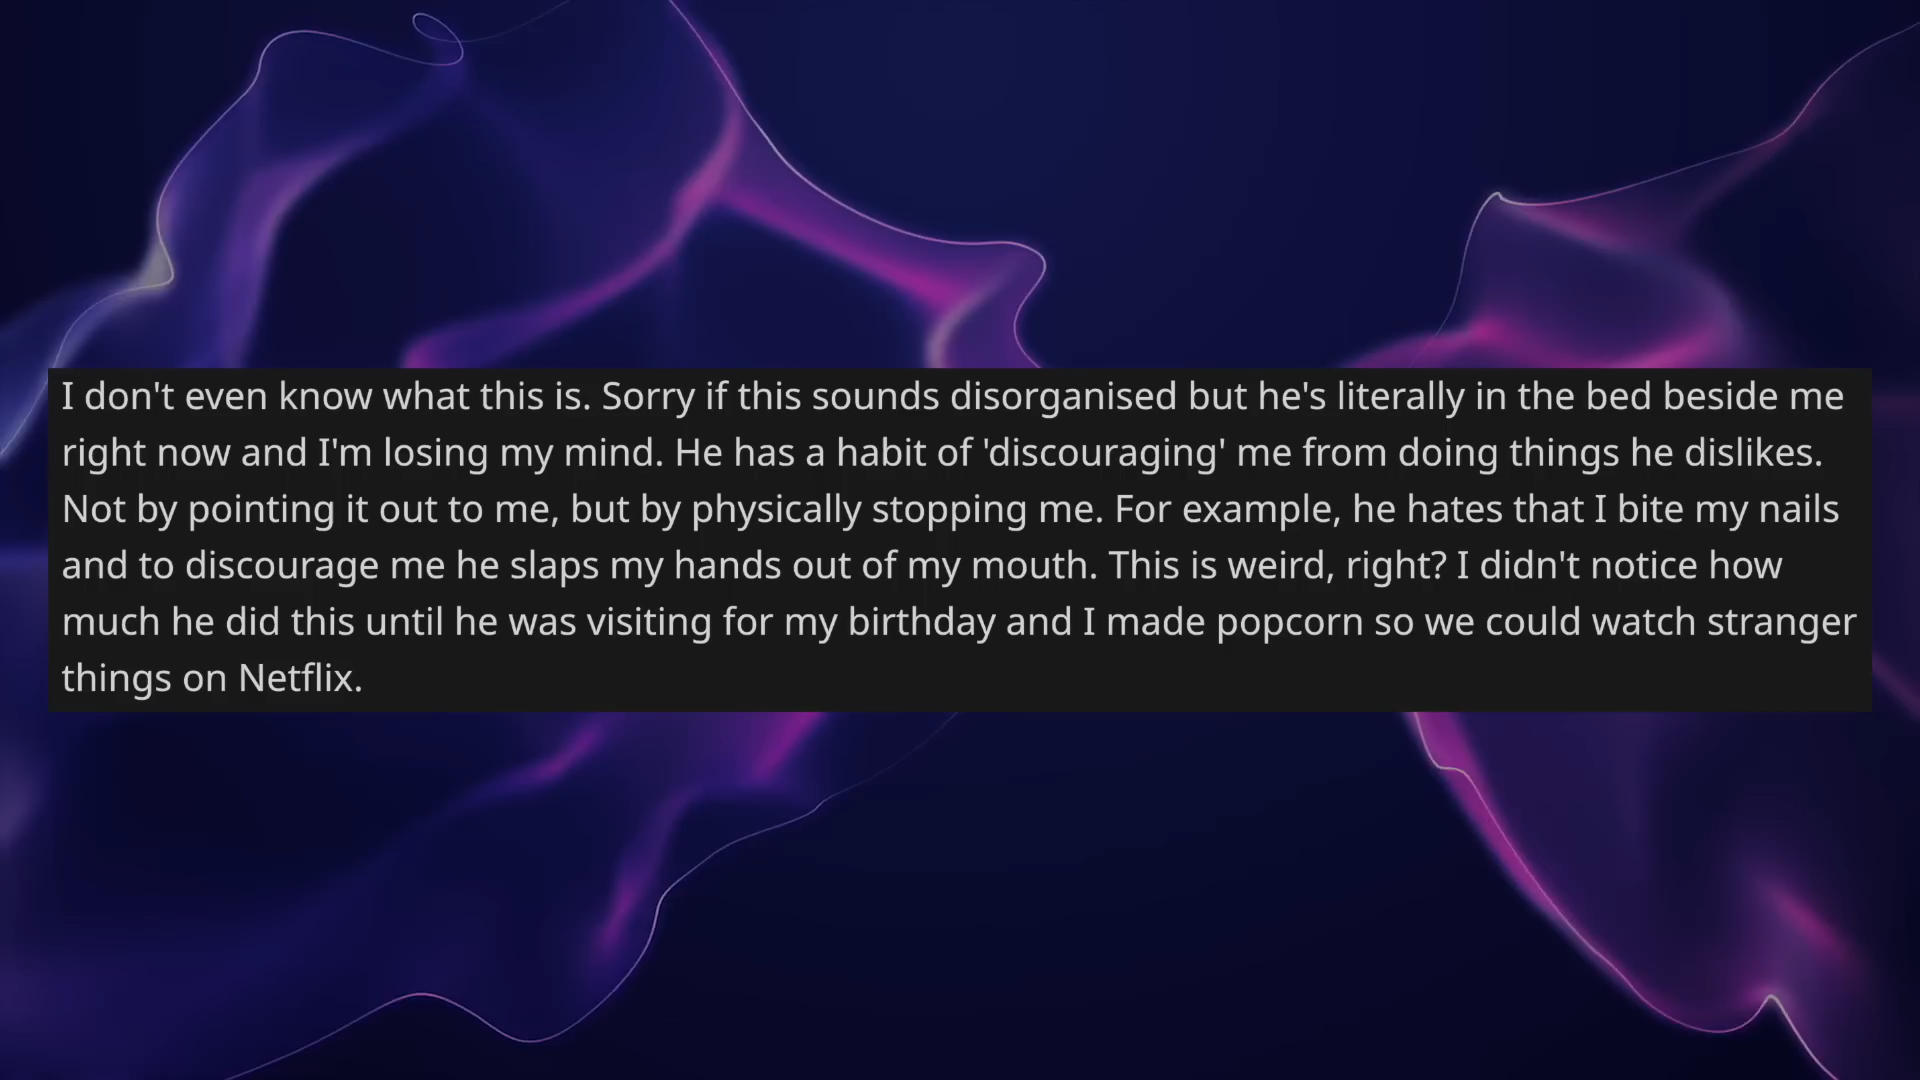 I don't even know what this is. Sorry if this sounds disorganised but he's literally in the bed beside me
right now and I'm losing my mind. He has a habit of 'discouraging' me from doing things he dislikes.
Not by pointing it out to me, but by physically stopping me. For example, he hates that I bite my nails
and to discourage me he slaps my hands out of my mouth. This is weird, right? I didn't notice how
much he did this until he was visiting for my birthday and I made popcorn so we could watch stranger
things on Netflix.